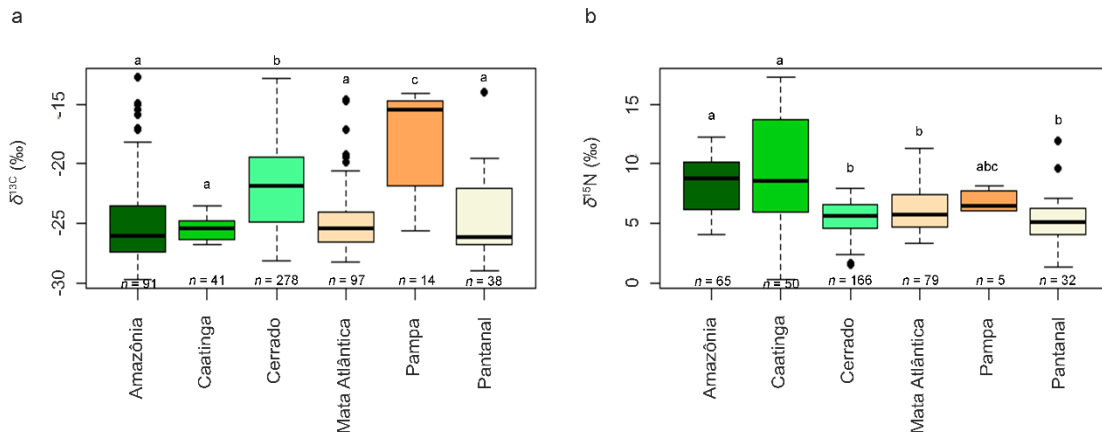 a
b
a
a
b
a
c
a
δ13C (‰)
-15
-20
-25
-30
n = 91
n = 41
n = 278
n = 97
n = 14
n = 38
Amazônia
Caatinga
Cerrado
Mata Atlântica
Pampa
Pantanal
a
a
b
b
abc
b
δ15N (‰)
15
10
5
0
n = 65
n = 50
n = 166
n = 79
n = 5
n = 32
Amazônia
Caatinga
Cerrado
Mata Atlântica
Pampa
Pantanal